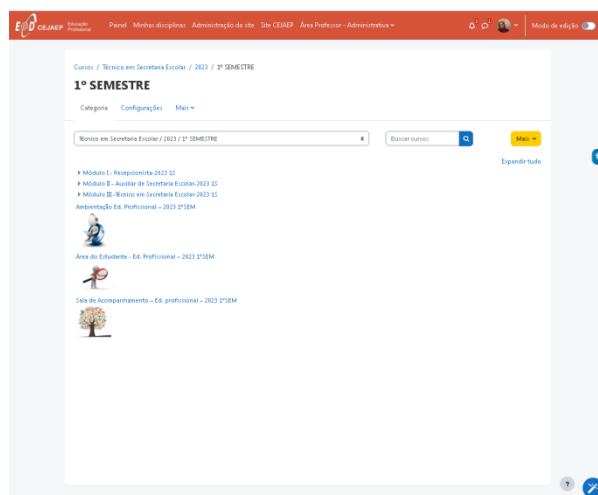 EaD CEJAEP Educação Profissional Painel Minhas disciplinas Administração do site Site CEJAEP Área Professor - Administrativa Modo de edição
Cursos / Técnico em Secretaria Escolar / 2023 / 1º SEMESTRE
1º SEMESTRE
Categoria Configurações Mais
Técnico em Secretaria Escolar / 2023 / 1º SEMESTRE Buscar cursos Mais
Expandir tudo
Módulo I - Recepcionista-2023 1S
Módulo II - Auxiliar de Secretaria Escolar-2023 1S
Módulo III -Técnico em Secretaria Escolar-2023 1S
Ambientação Ed. Profissional – 2023 1ºSEM
Área do Estudante - Ed. Profissional – 2023 1ºSEM
Sala de Acompanhamento – Ed. profissional – 2023 1ºSEM
?